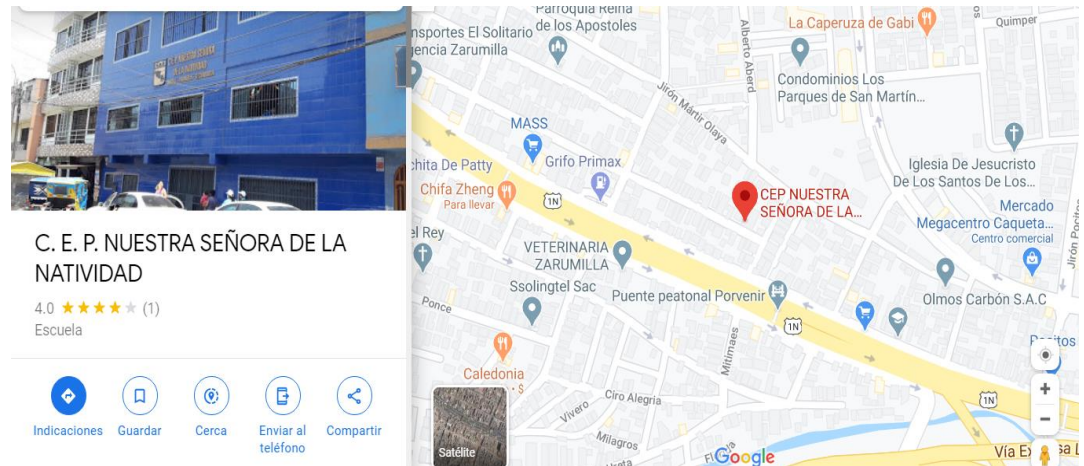 C. E. P. NUESTRA SEÑORA DE LA
NATIVIDAD
4.0
(1)
Escuela
Indicaciones
Guardar
Cerca
Enviar al
teléfono
Compartir
Parroquia Reina
de los Apostoles
nsportes El Solitario
encia Zarumilla
La Caperuza de Gabi
Quimper
Alberto Aberd
Condominios Los
Parques de San Martín...
Jirón Mártir Olaya
MASS
chita De Patty
Grifo Primax
Iglesia De Jesucristo
De Los Santos De Los...
Chifa Zheng
Para llevar
1N
CEP NUESTRA
SEÑORA DE LA...
Mercado
Megacentro Caqueta...
Centro comercial
Jirón Pocitos
el Rey
VETERINARIA
ZARUMILLA
Ssolingtel Sac
Puente peatonal Porvenir
Olmos Carbón S.A.C
Ponce
1N
Mitimaes
Caledonia
$
Ciro Alegria
1N
Vivero
Milagros
Satélite
Google